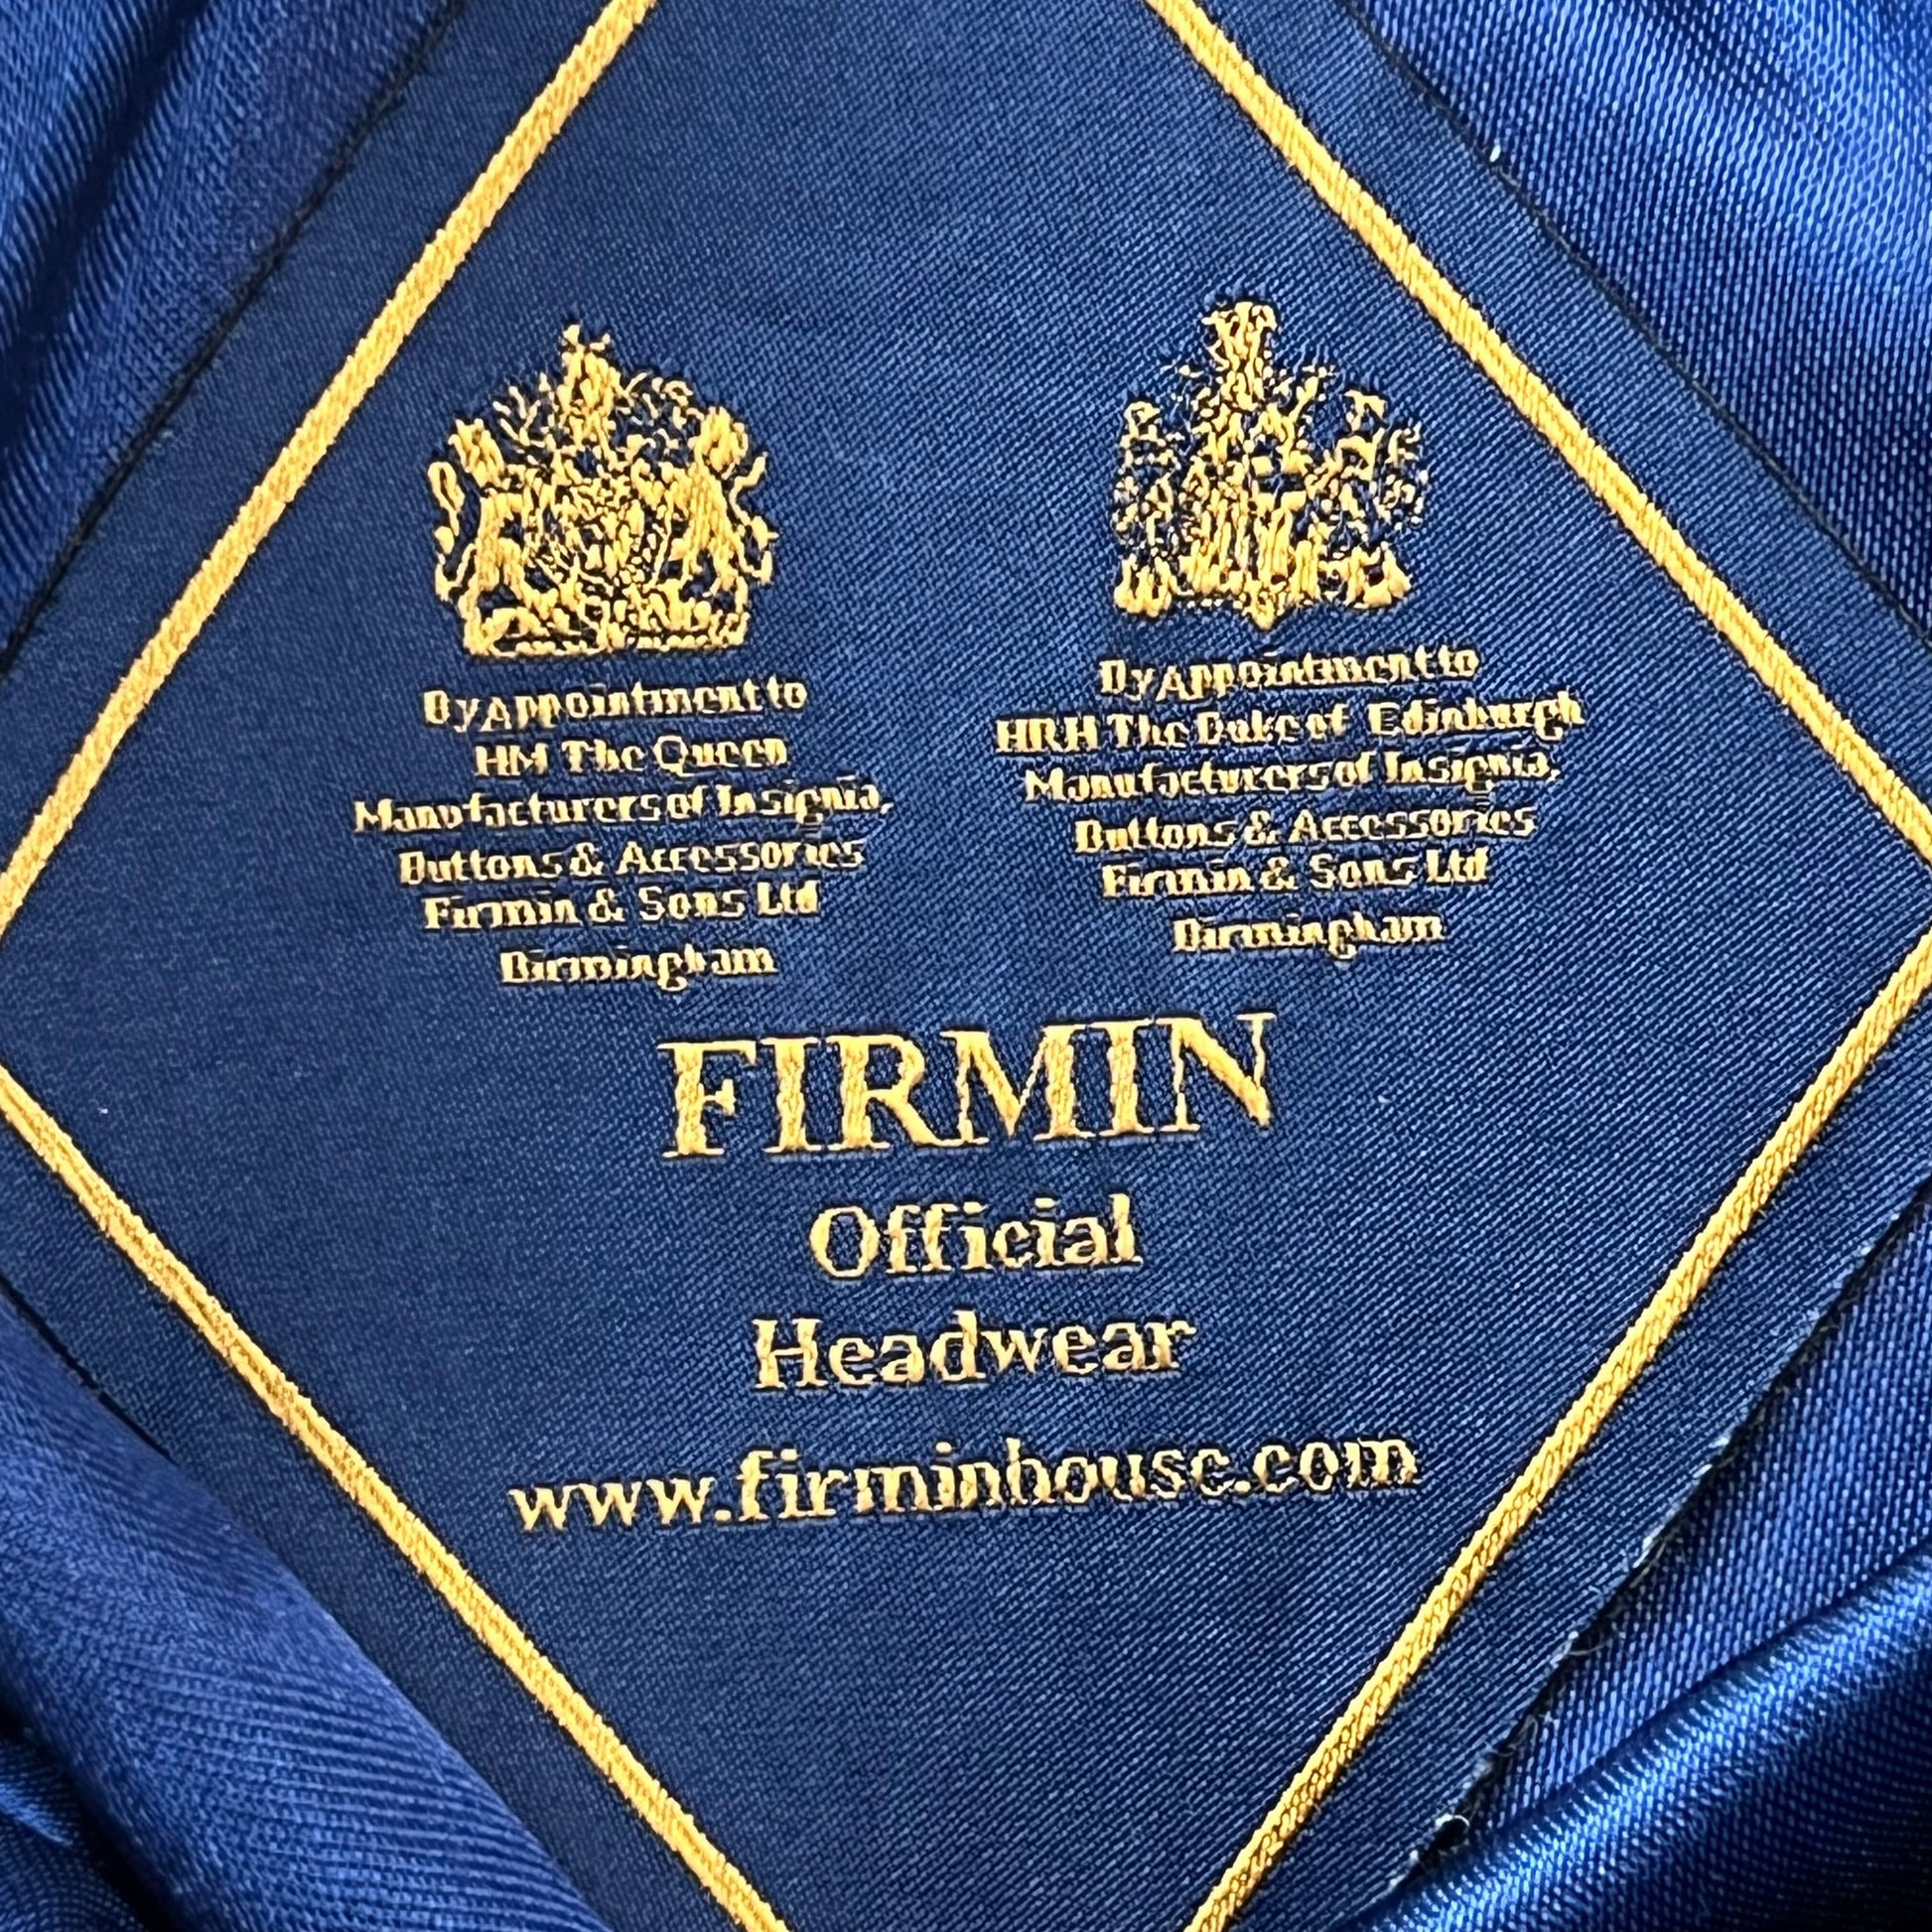 By Appointment to
HM The Queen
Manufacturers of Insignia,
Buttons & Accessories
Firmin & Sons Ltd
Birmingham
By Appointment to
HRH The Duke of Edinburgh
Manufacturers of Insignia,
Buttons & Accessories
Firmin & Sons Ltd
Birmingham
FIRMIN
Official
Headwear
www.firminhouse.com